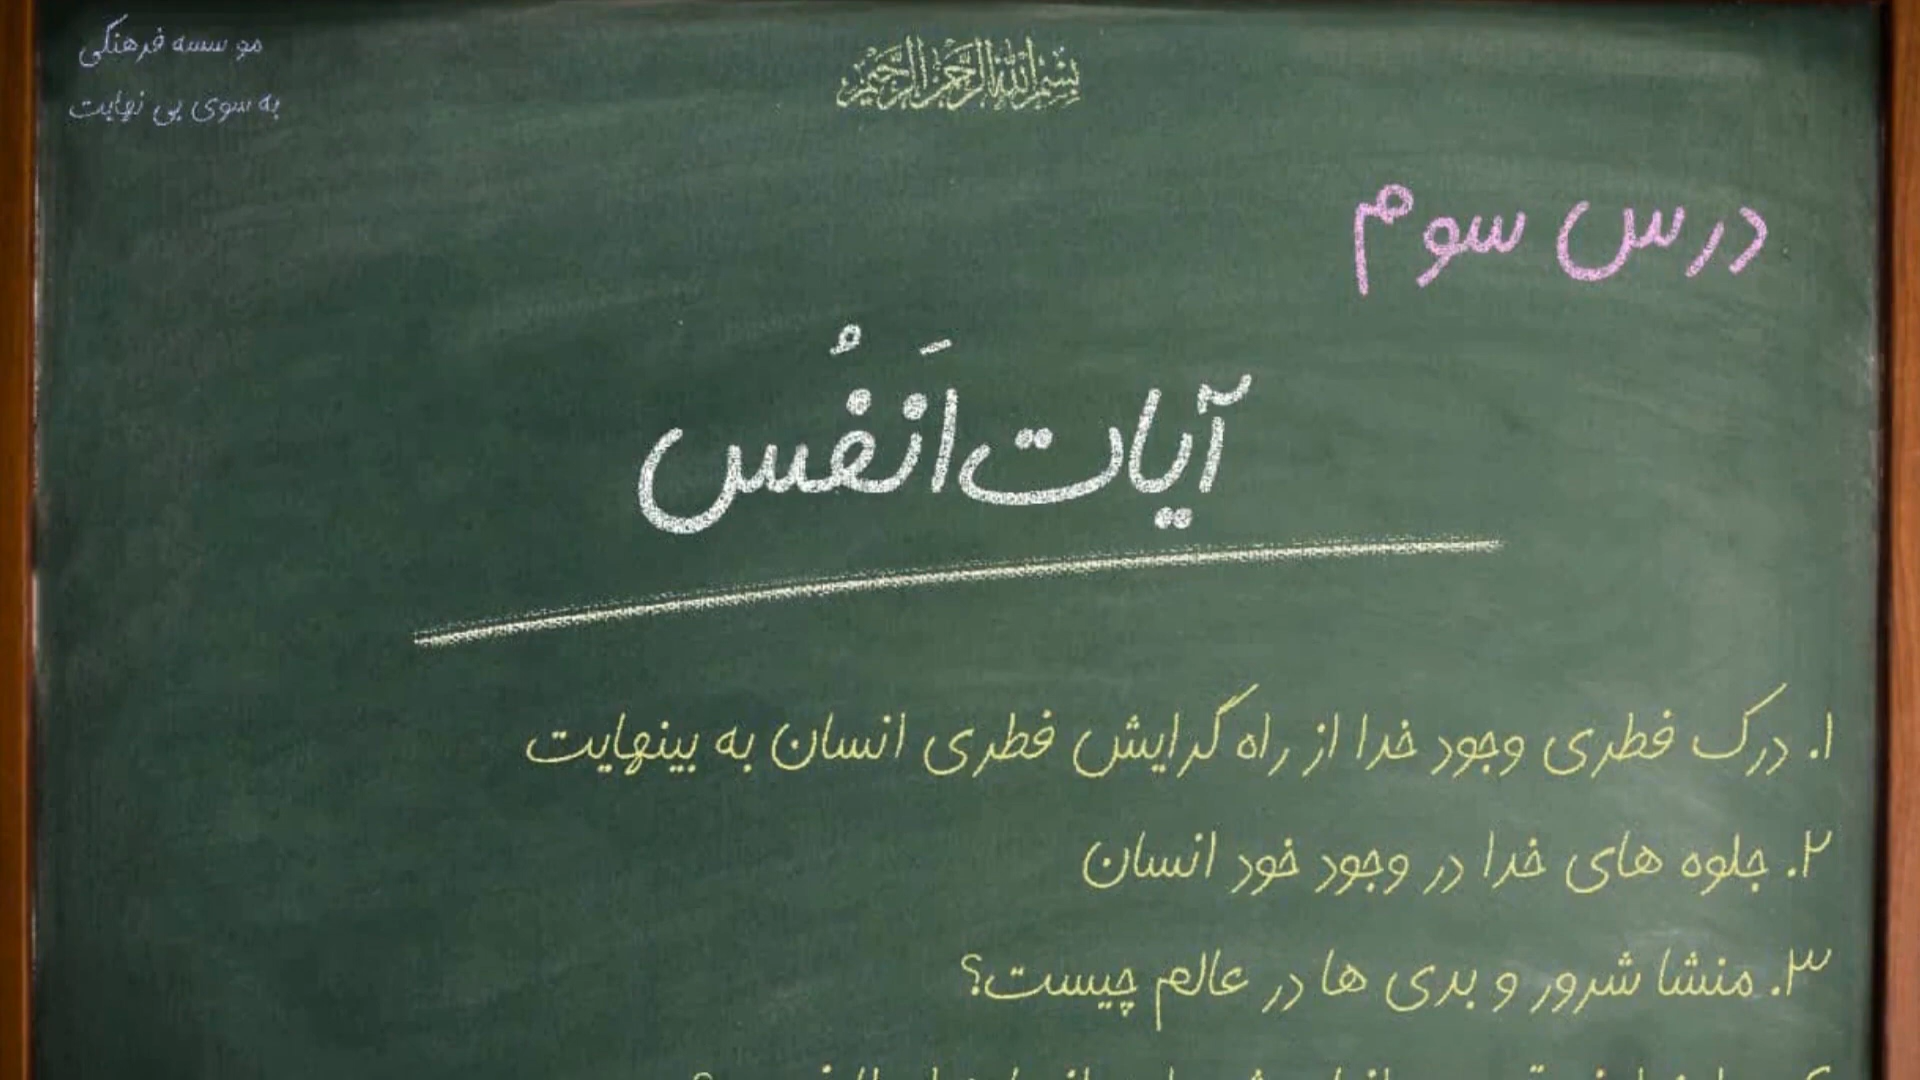 موسسه فرهنگی
به سوی بی نهایت
بسم الله الرحمن الرحیم
درس سوم
آیات اَنفُس
۱. درک فطری وجود خدا از راه گرایش فطری انسان به بینهایت
۲. جلوه های خدا در وجود خود انسان
۳. منشا شرور و بدی ها در عالم چیست؟